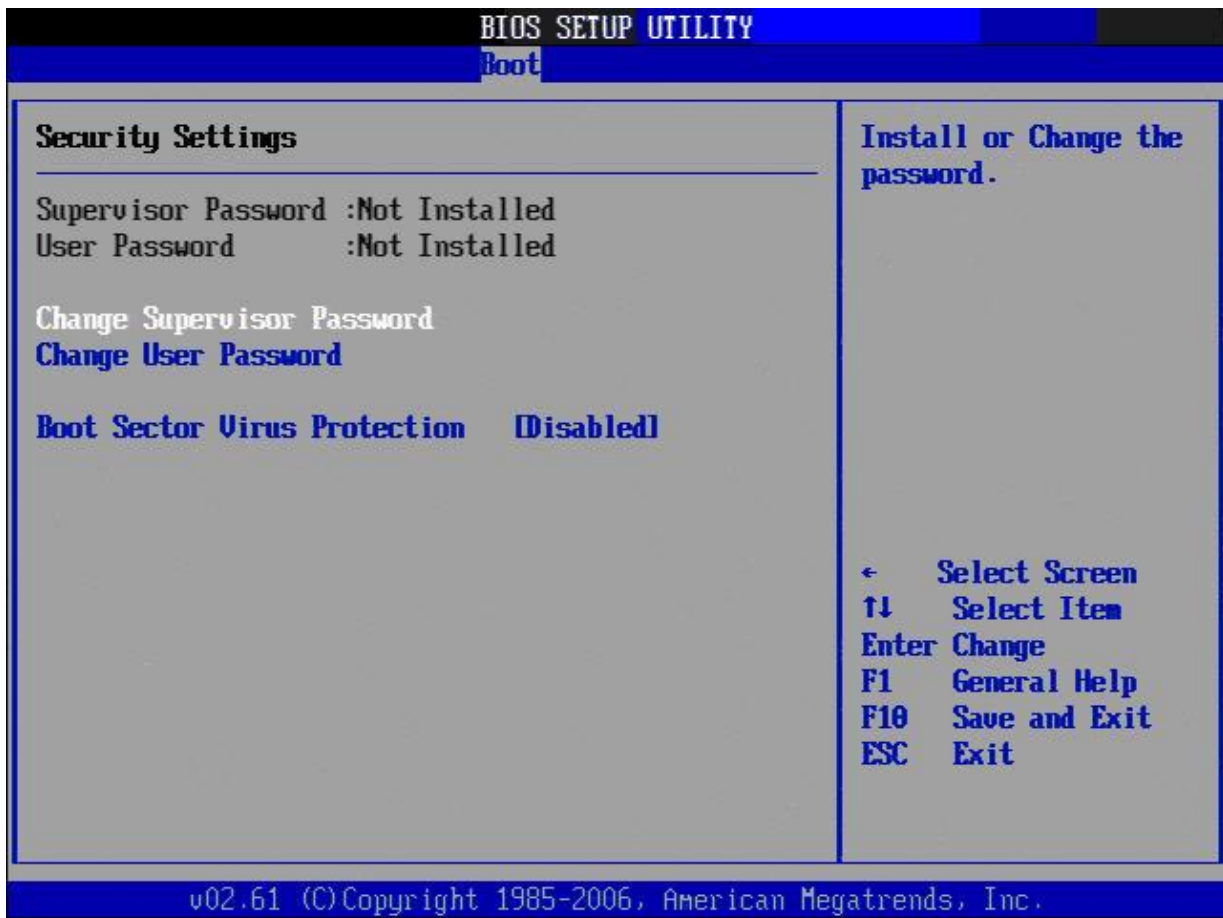 BIOS SETUP UTILITY
Boot
Security Settings
Supervisor Password :Not Installed
User Password :Not Installed
Change Supervisor Password
Change User Password
Boot Sector Virus Protection [Disabled]
Install or Change the
password.
← Select Screen
↑↓ Select Item
Enter Change
F1 General Help
F10 Save and Exit
ESC Exit
v02.61 (C)Copyright 1985-2006, American Megatrends, Inc.